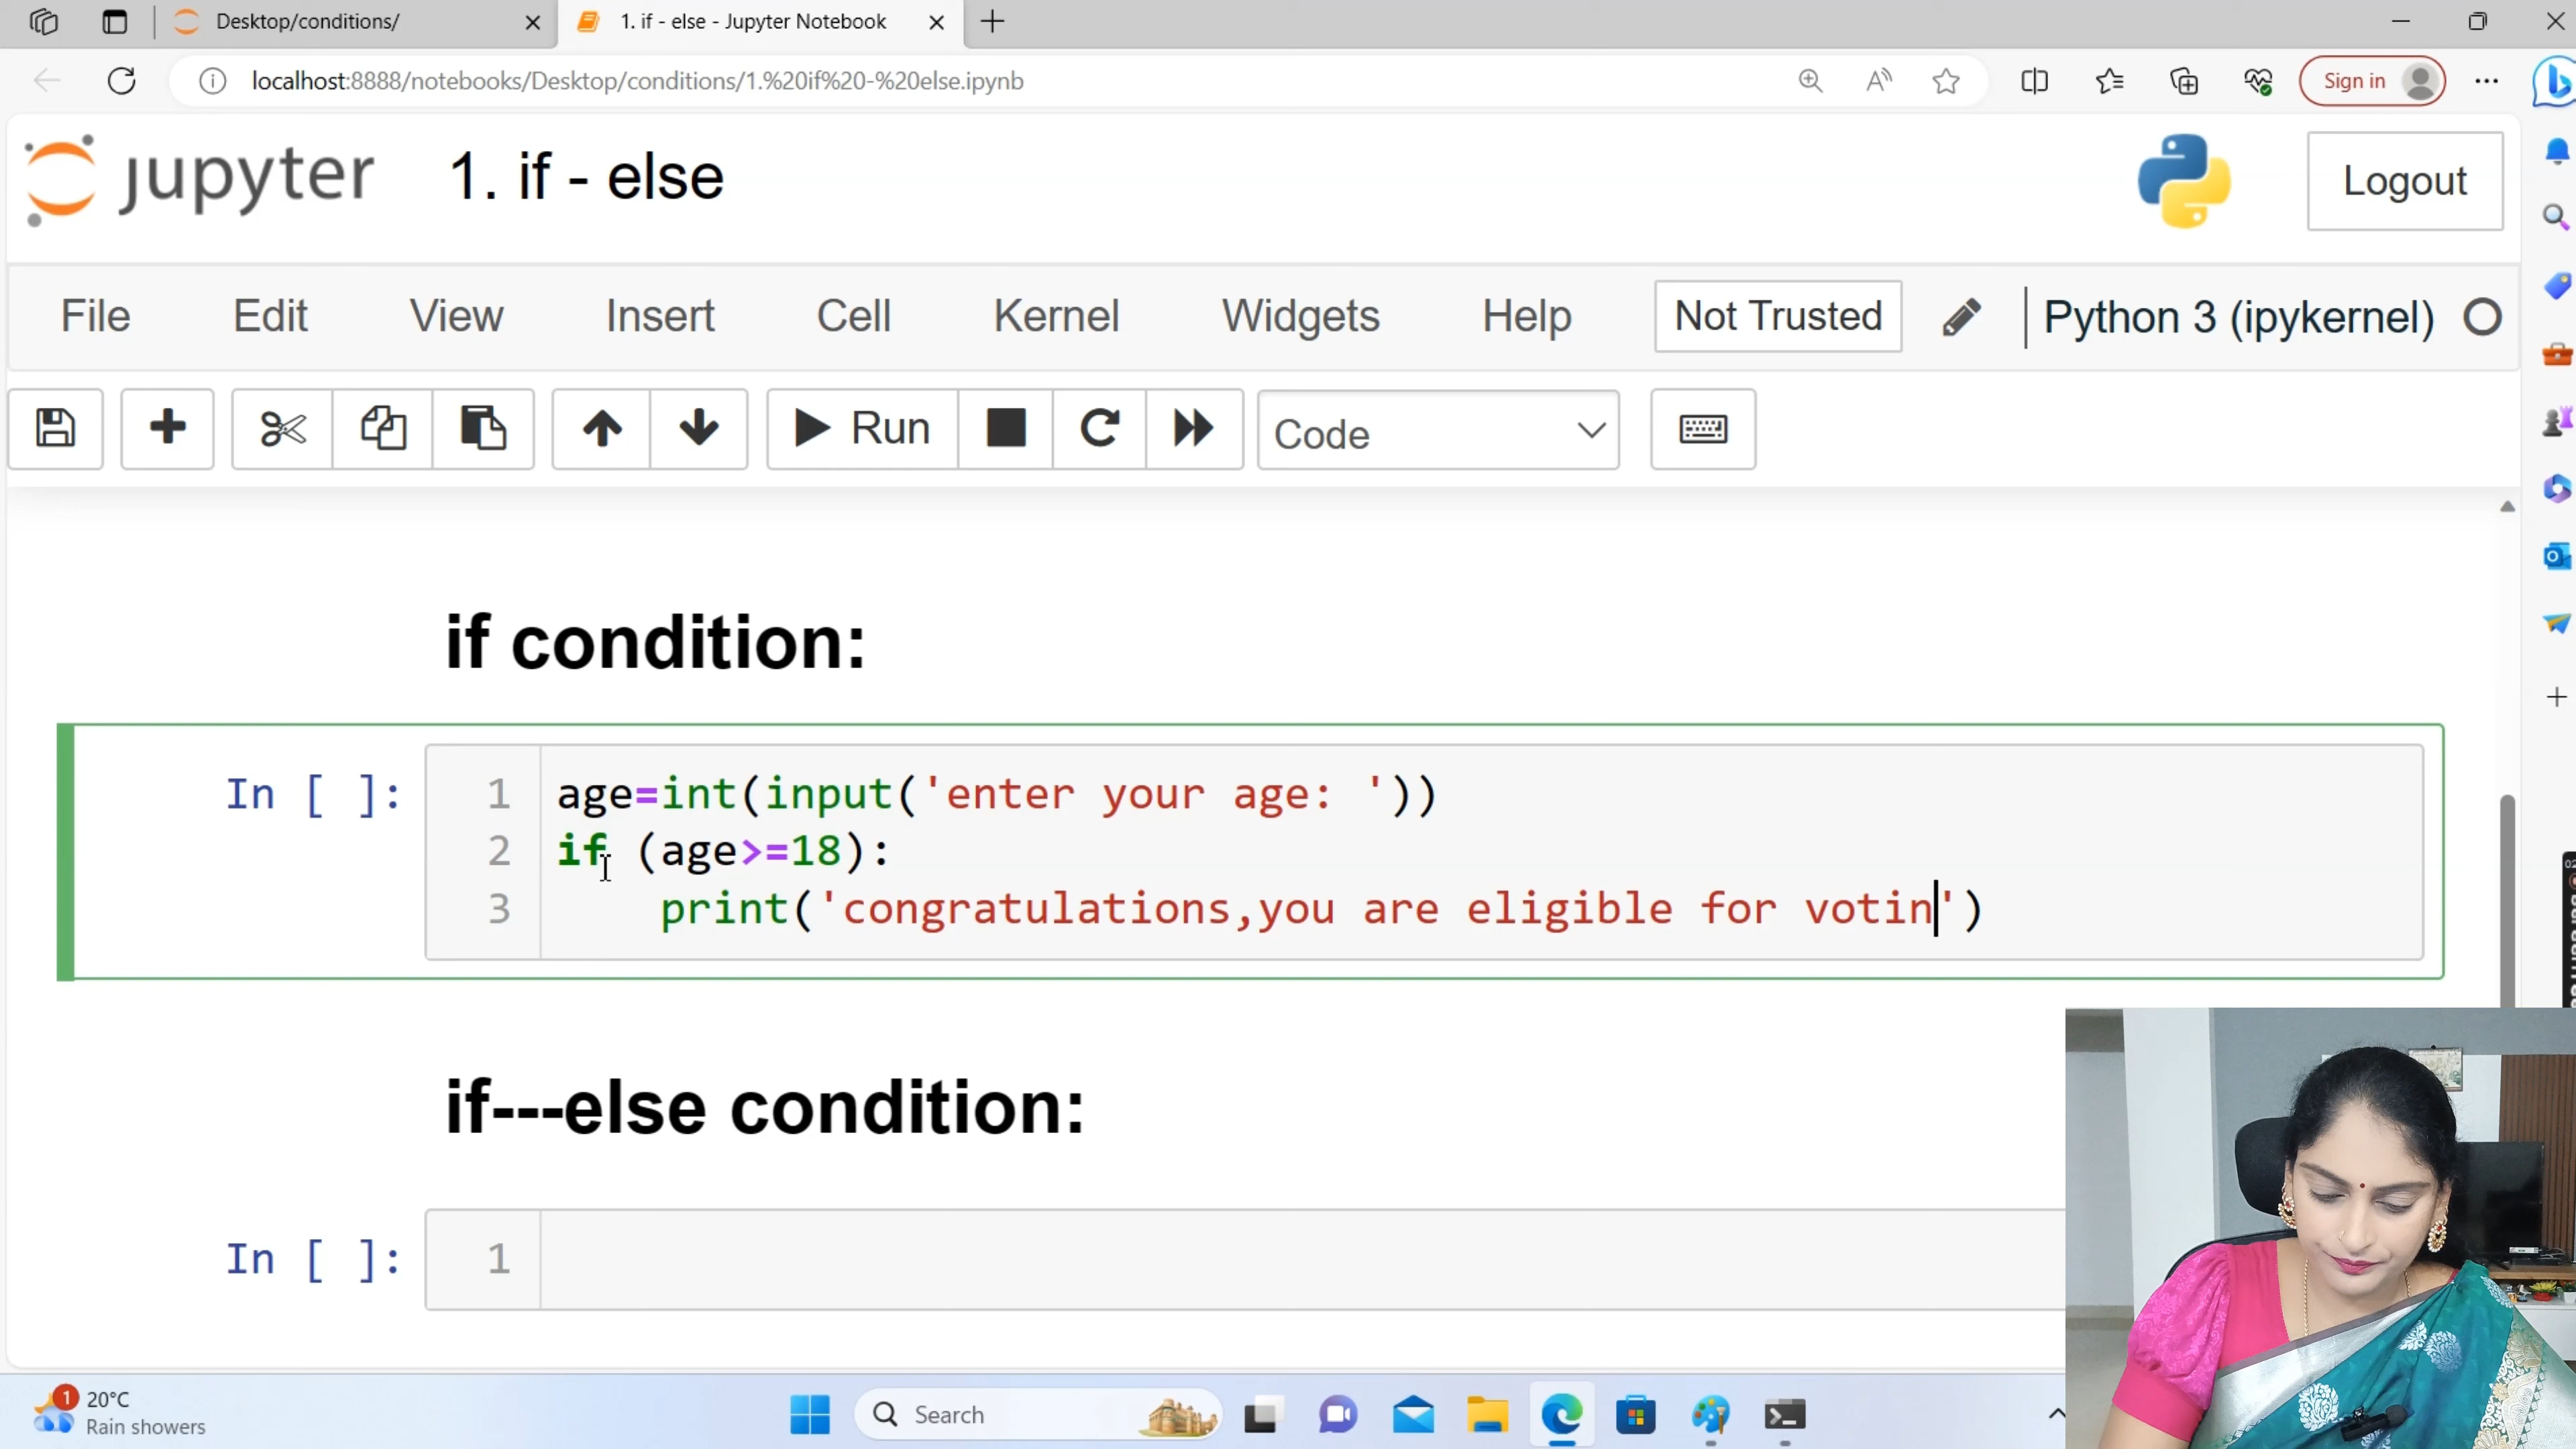 Desktop/conditions/
1. if - else - Jupyter Notebook
localhost:8888/notebooks/Desktop/conditions/1.%20if%20-%20else.ipynb
Sign in
jupyter 1. if - else
Logout
File Edit View Insert Cell Kernel Widgets Help Not Trusted Python 3 (ipykernel)
Run Code
if condition:
In [ ]: 1 age=int(input('enter your age: '))
2 if (age>=18):
3 print('congratulations,you are eligible for votin')
if---else condition:
In [ ]: 1
1 20°C
Rain showers
Search